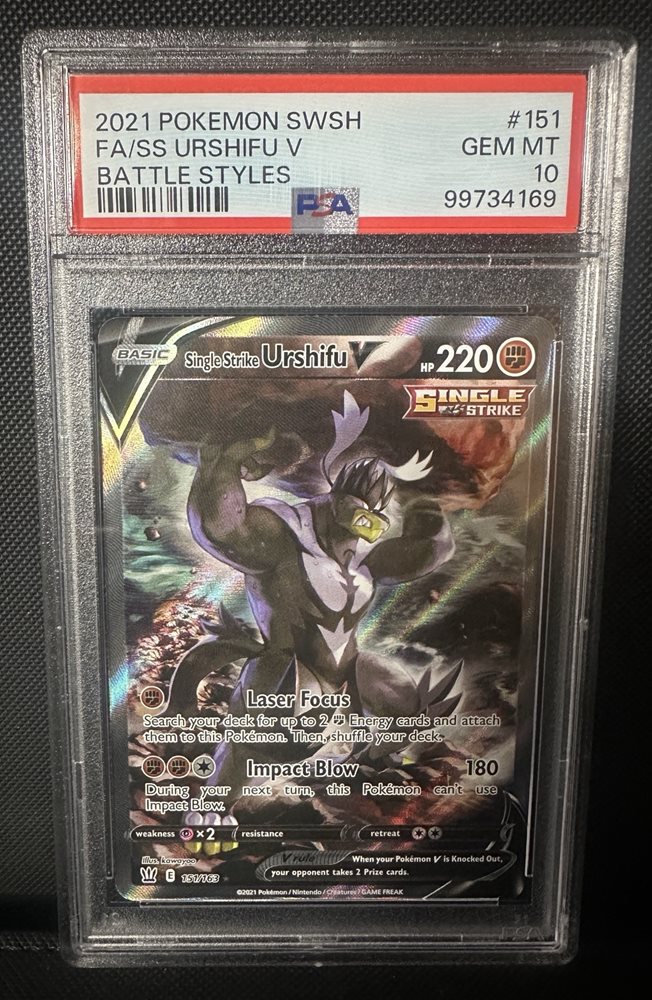 2021 POKEMON SWSH #151
FA/SS URSHIFU V GEM MT
BATTLE STYLES 10
PSA 99734169
BASIC Single Strike Urshifu V HP 220
SINGLE STRIKE
Laser Focus
Search your deck for up to 2 Energy cards and attach
them to this Pokémon. Then, shuffle your deck.
Impact Blow 180
During your next turn, this Pokémon can't use
Impact Blow.
weakness ×2 resistance retreat
Illus. kawayoo
V rule When your Pokémon V is Knocked Out,
your opponent takes 2 Prize cards.
E 151/163
©2021 Pokémon / Nintendo / Creatures / GAME FREAK
PSA